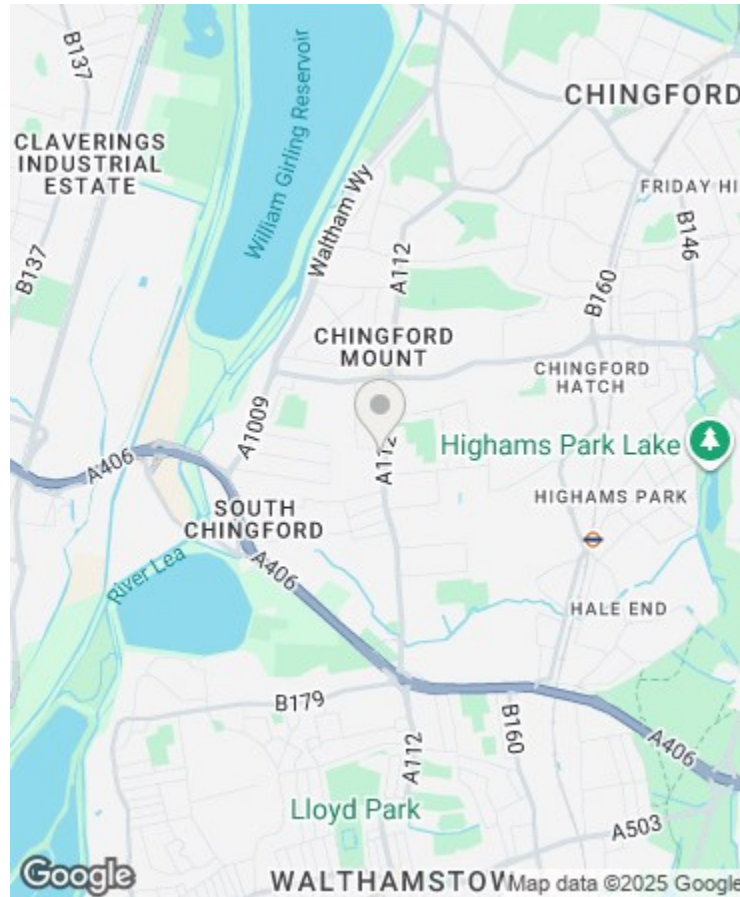 B137
CHINGFORD
CLAVERINGS
INDUSTRIAL
ESTATE
William Girling Reservoir
Waltham Wy
FRIDAY HI
B146
A112
B137
B160
CHINGFORD
MOUNT
CHINGFORD
HATCH
A1009
A112
Highams Park Lake
A406
HIGHAMS PARK
SOUTH
CHINGFORD
A406
River Lea
HALE END
B179
B160
A112
A406
Lloyd Park
A503
WALTHAMSTOW
Google
Map data ©2025 Google